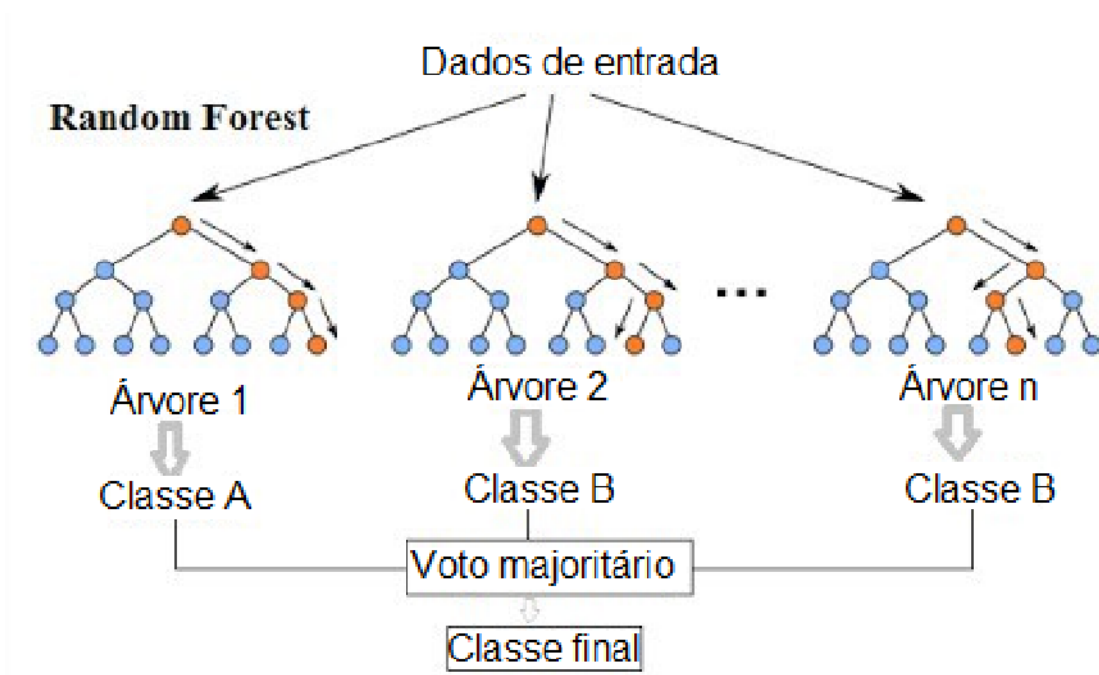 Dados de entrada
Random Forest
...
Árvore 1
Árvore 2
Árvore n
Classe A
Classe B
Classe B
Voto majoritário
Classe final